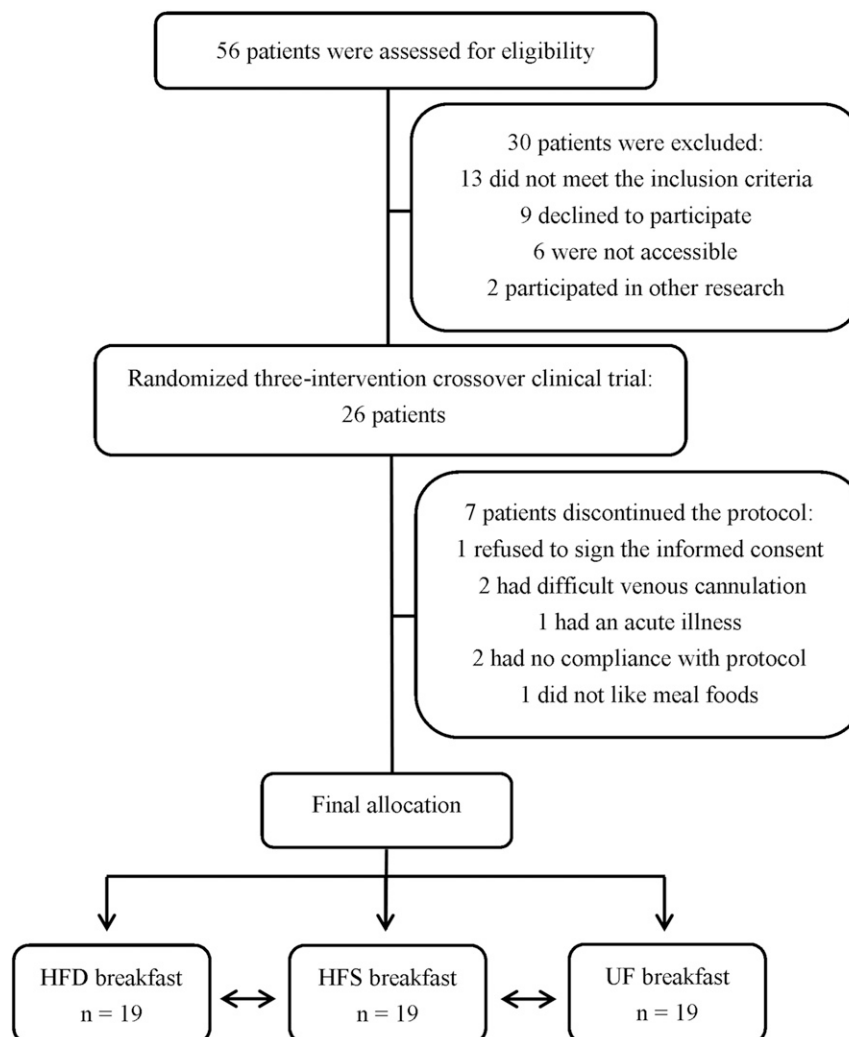 56 patients were assessed for eligibility
30 patients were excluded:
13 did not meet the inclusion criteria
9 declined to participate
6 were not accessible
2 participated in other research
Randomized three-intervention crossover clinical trial:
26 patients
7 patients discontinued the protocol:
1 refused to sign the informed consent
2 had difficult venous cannulation
1 had an acute illness
2 had no compliance with protocol
1 did not like meal foods
Final allocation
HFD breakfast
n = 19
HFS breakfast
n = 19
UF breakfast
n = 19